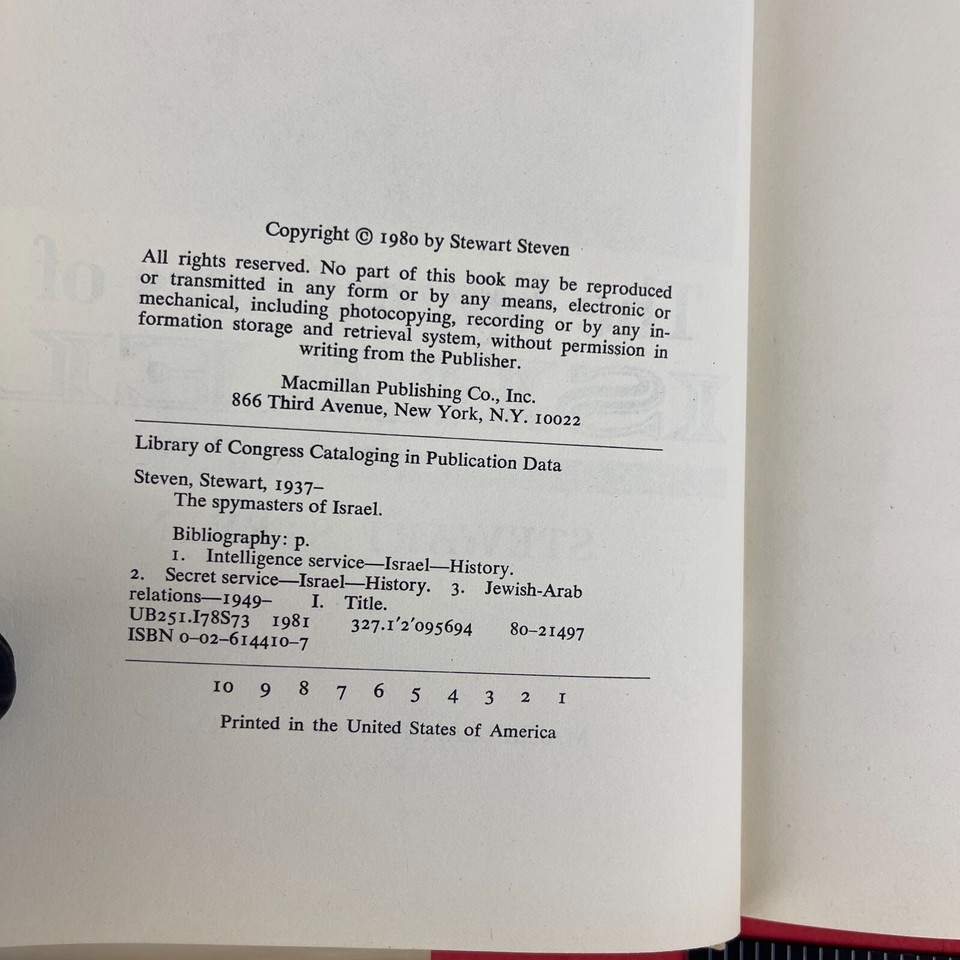 Copyright © 1980 by Stewart Steven
All rights reserved. No part of this book may be reproduced
or transmitted in any form or by any means, electronic or
mechanical, including photocopying, recording or by any in-
formation storage and retrieval system, without permission in
writing from the Publisher.
Macmillan Publishing Co., Inc.
866 Third Avenue, New York, N.Y. 10022
Library of Congress Cataloging in Publication Data
Steven, Stewart, 1937–
The spymasters of Israel.
Bibliography: p.
1. Intelligence service—Israel—History.
2. Secret service—Israel—History. 3. Jewish-Arab
relations—1949– I. Title.
UB251.I78S73 1981 327.1'2'095694 80–21497
ISBN 0–02–614410–7
10 9 8 7 6 5 4 3 2 1
Printed in the United States of America